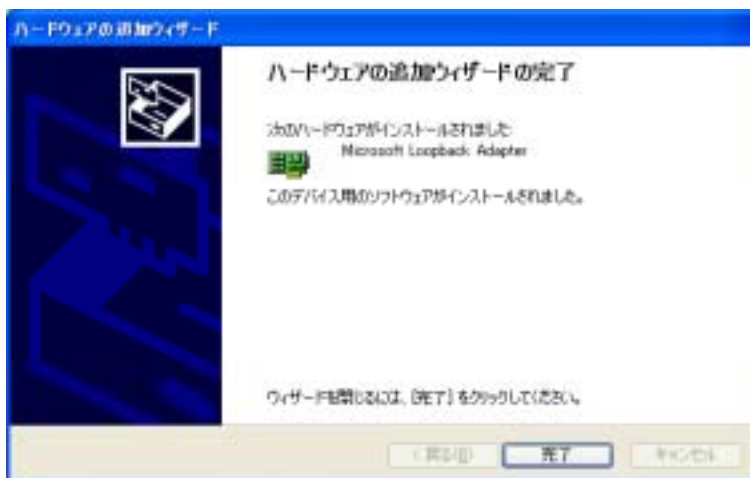 ハードウェアの追加ウィザード
ハードウェアの追加ウィザードの完了
次のハードウェアがインストールされました:
Microsoft Loopback Adapter
このデバイス用のソフトウェアがインストールされました。
ウィザードを閉じるには、[完了] をクリックしてください。
< 戻る(B)
完了
キャンセル